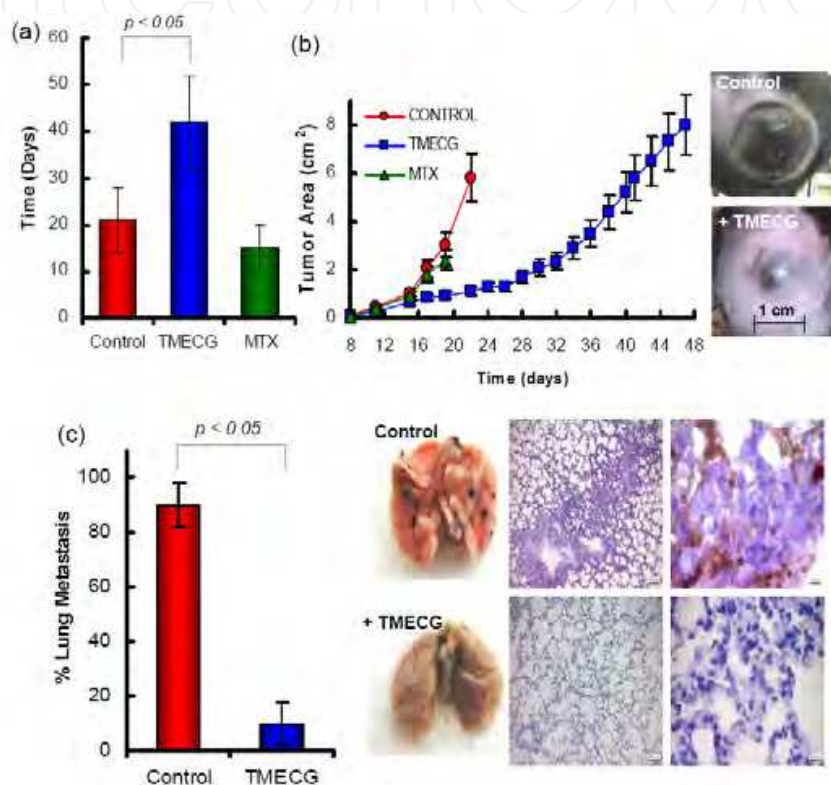 (a)
p < 0.05
Time (Days)
60
50
40
30
20
10
0
Control TMECG MTX
(b)
Tumor Area (cm²)
8
6
4
2
0
CONTROL
TMECG
MTX
8 12 16 20 24 28 32 36 40 44 48
Time (days)
Control
+ TMECG
1 cm
(c)
p < 0.05
% Lung Metastasis
100
80
60
40
20
0
Control TMECG
Control
+ TMECG